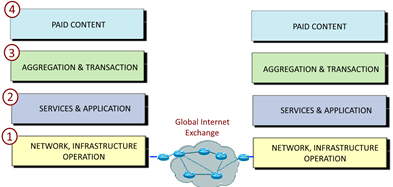 4
PAID CONTENT
PAID CONTENT
3
AGGREGATION & TRANSACTION
AGGREGATION & TRANSACTION
2
SERVICES & APPLICATION
SERVICES & APPLICATION
Global Internet
Exchange
1
NETWORK, INFRASTRUCTURE
OPERATION
NETWORK, INFRASTRUCTURE
OPERATION